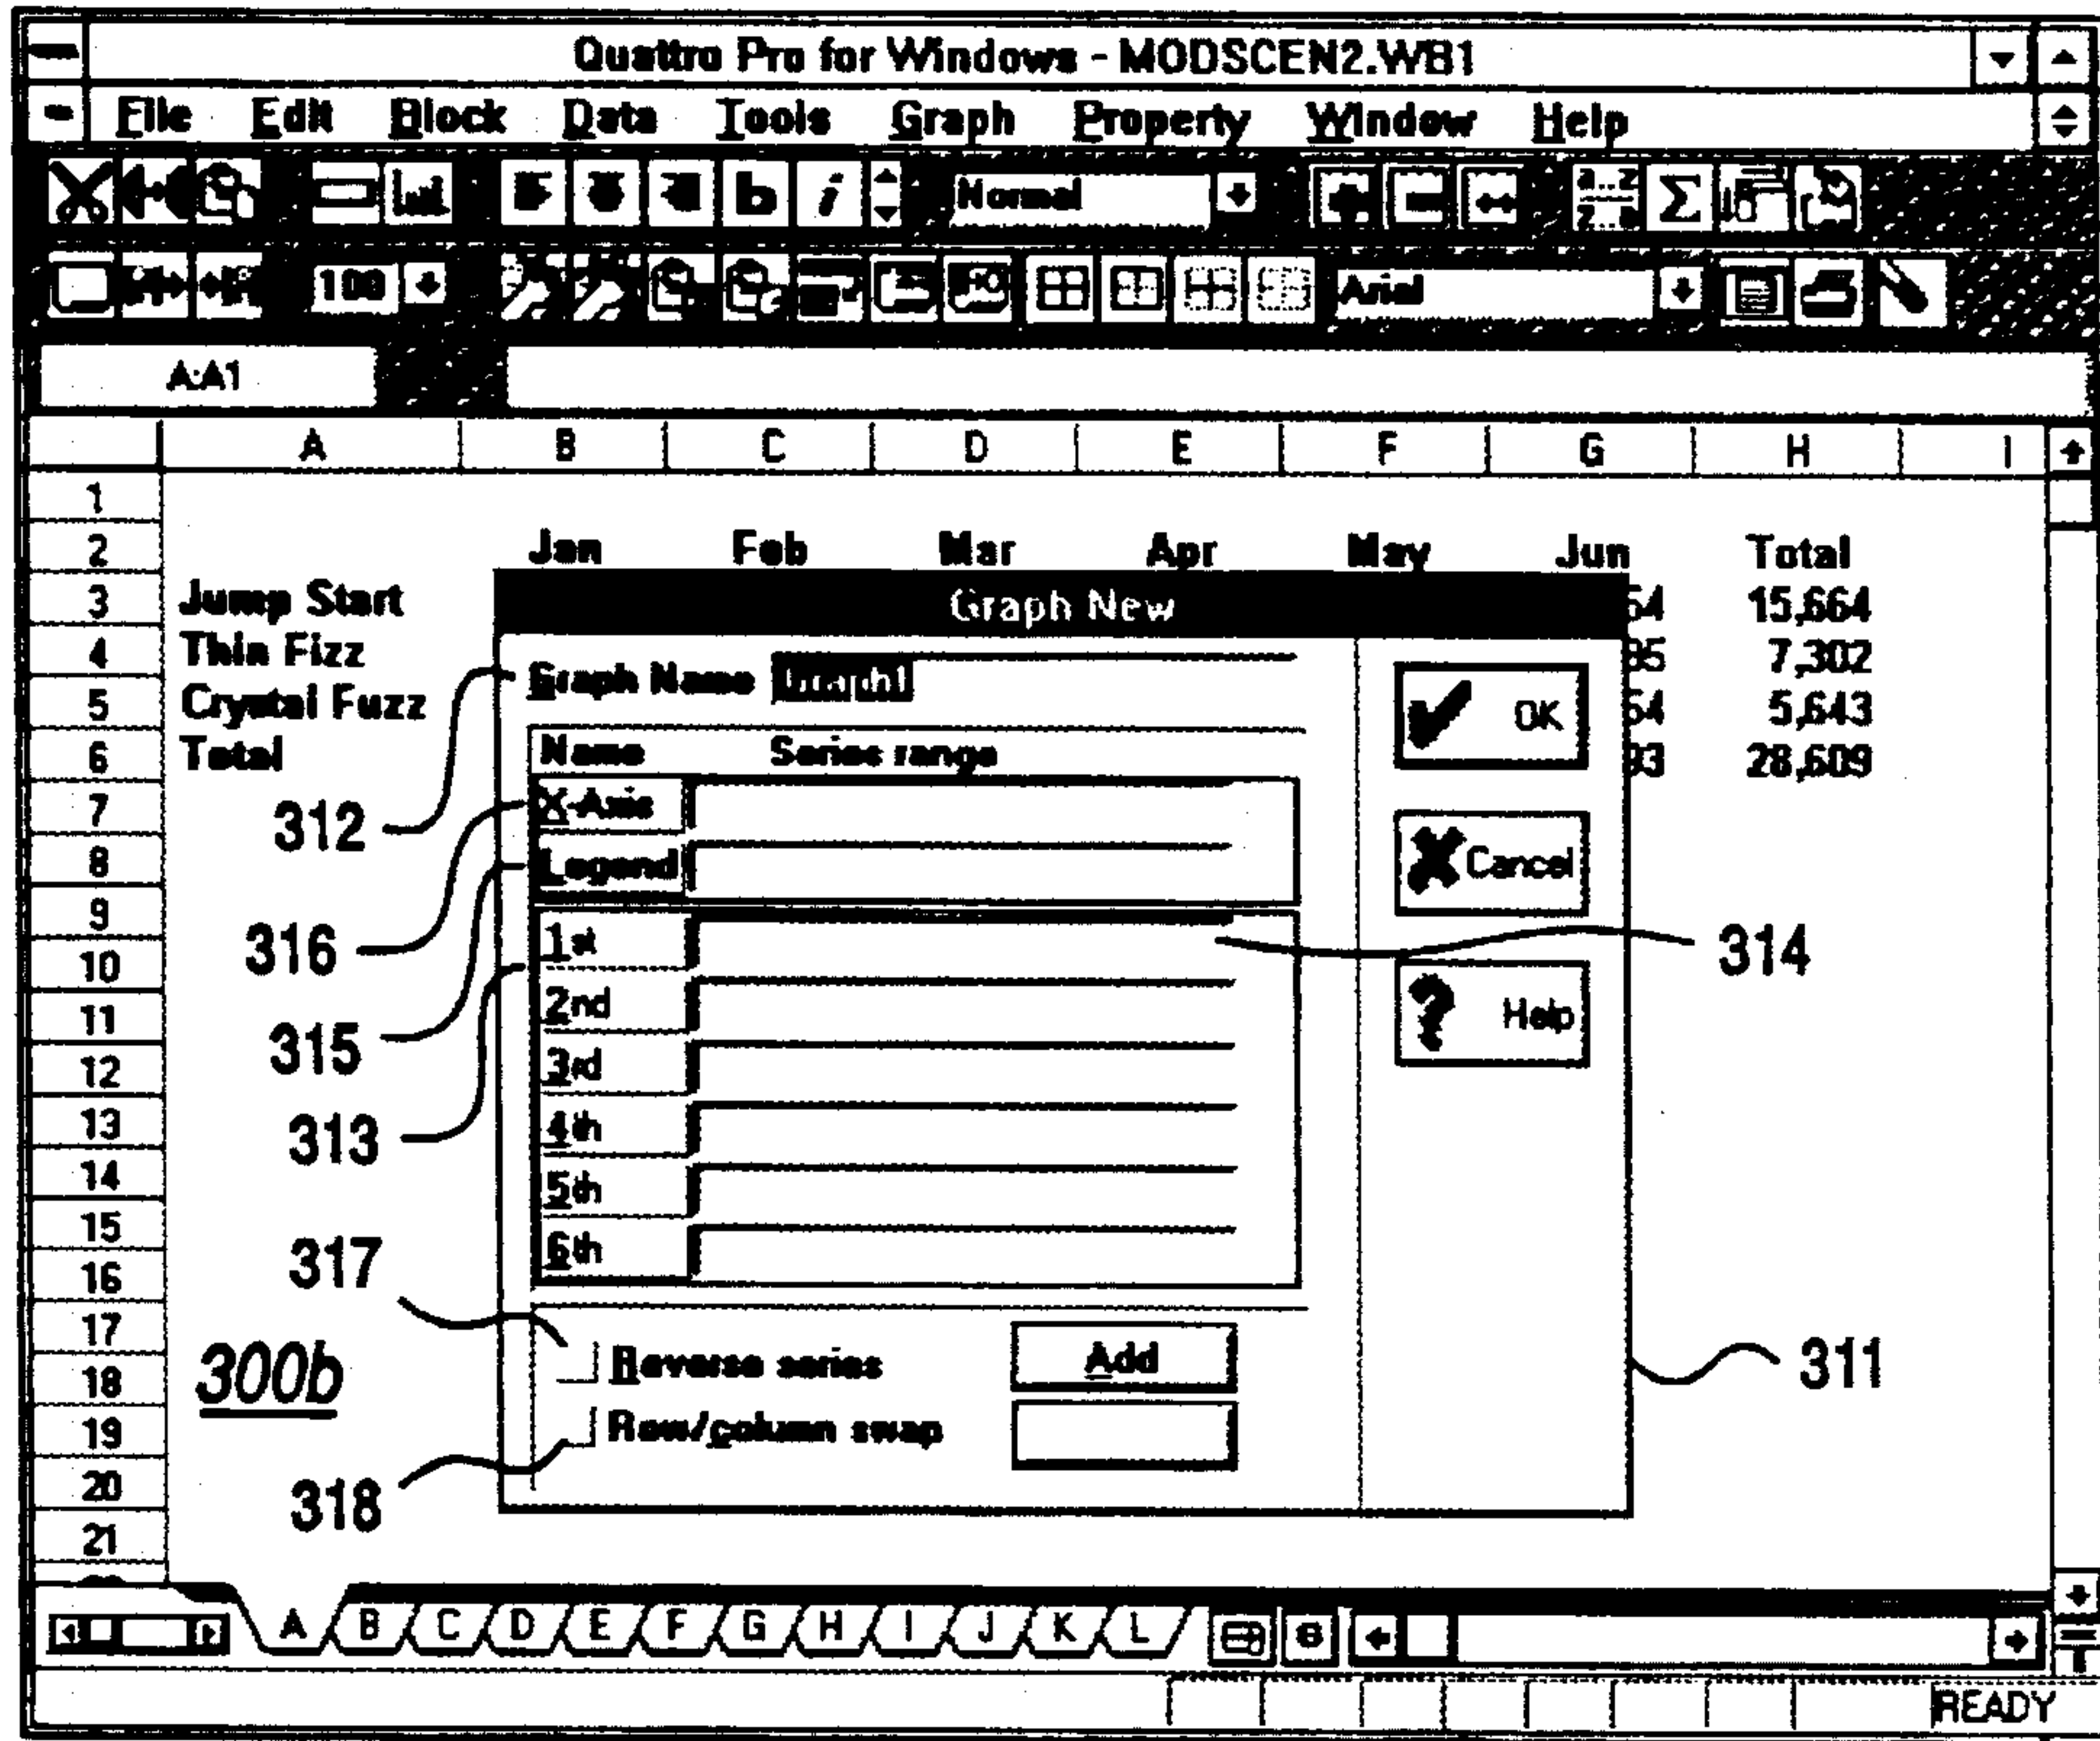 Quattro Pro for Windows - MODSCEN2.WB1
File Edit Block Data Tools Graph Property Window Help
b i Normal a..z z..a Σ
100 Arial
A:A1
A B C D E F G H I
1
2 Jan Feb Mar Apr May Jun Total
3 Jump Start 54 15,664
4 Thin Fizz 95 7,302
5 Crystal Fuzz 54 5,643
6 Total 93 28,609
7
8
9
10
11
12
13
14
15
16
17
18
19
20
21
Graph New
Graph Name Graph1
Name Series range
X-Axis
Legend
1st
2nd
3rd
4th
5th
6th
Reverse series Add
Row/column swap
OK
Cancel
Help
312
316
315
313
317
300b
318
314
311
A B C D E F G H I J K L
READY